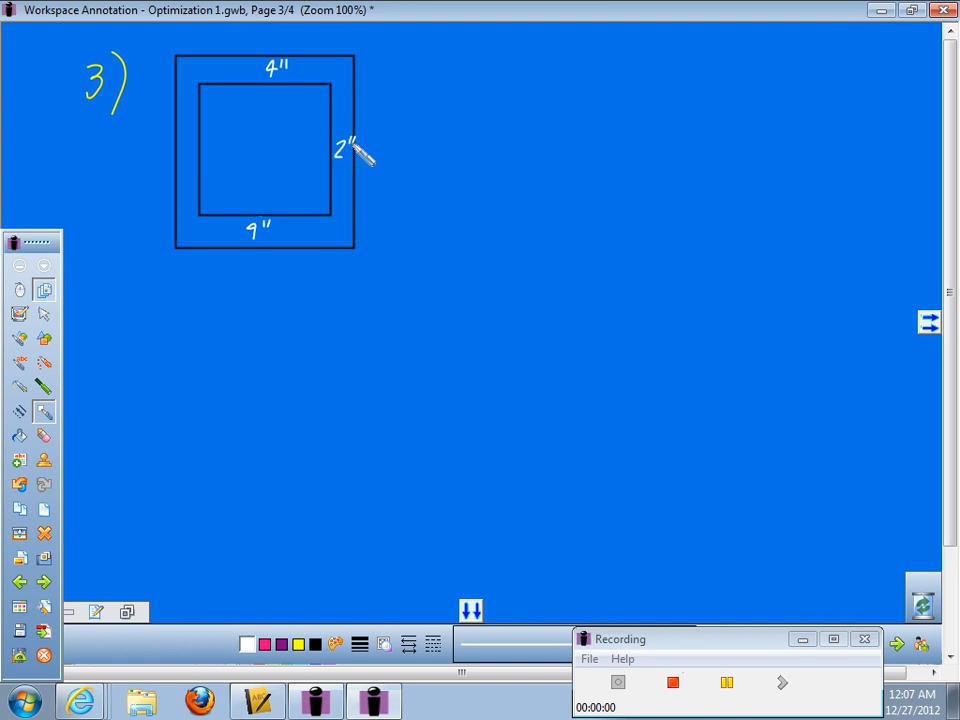 Workspace Annotation - Optimization 1.gwb, Page 3/4 (Zoom 100%) *
3)
4"
2"
9"
Recording
File Help
00:00:00
12:07 AM
12/27/2012